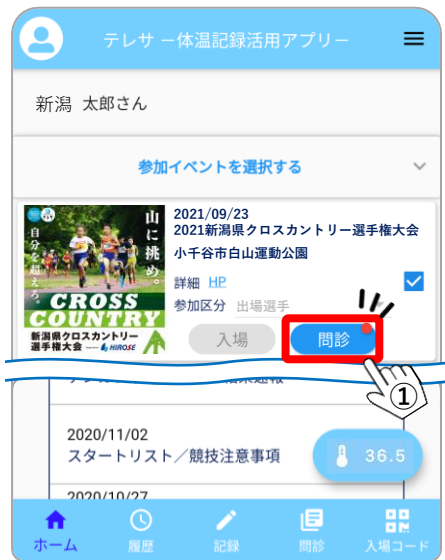 テレサ －体温記録活用アプリ－
新潟 太郎さん
参加イベントを選択する
自分を超えろ。
山に挑め。
CROSS
COUNTRY
新潟県クロスカントリー
選手権大会
HIROSE
2021/09/23
2021新潟県クロスカントリー選手権大会
小千谷市白山運動公園
詳細 HP
参加区分 出場選手
入場
問診
①
2020/11/02
スタートリスト／競技注意事項
36.5
2020/10/27
ホーム
履歴
記録
問診
入場コード